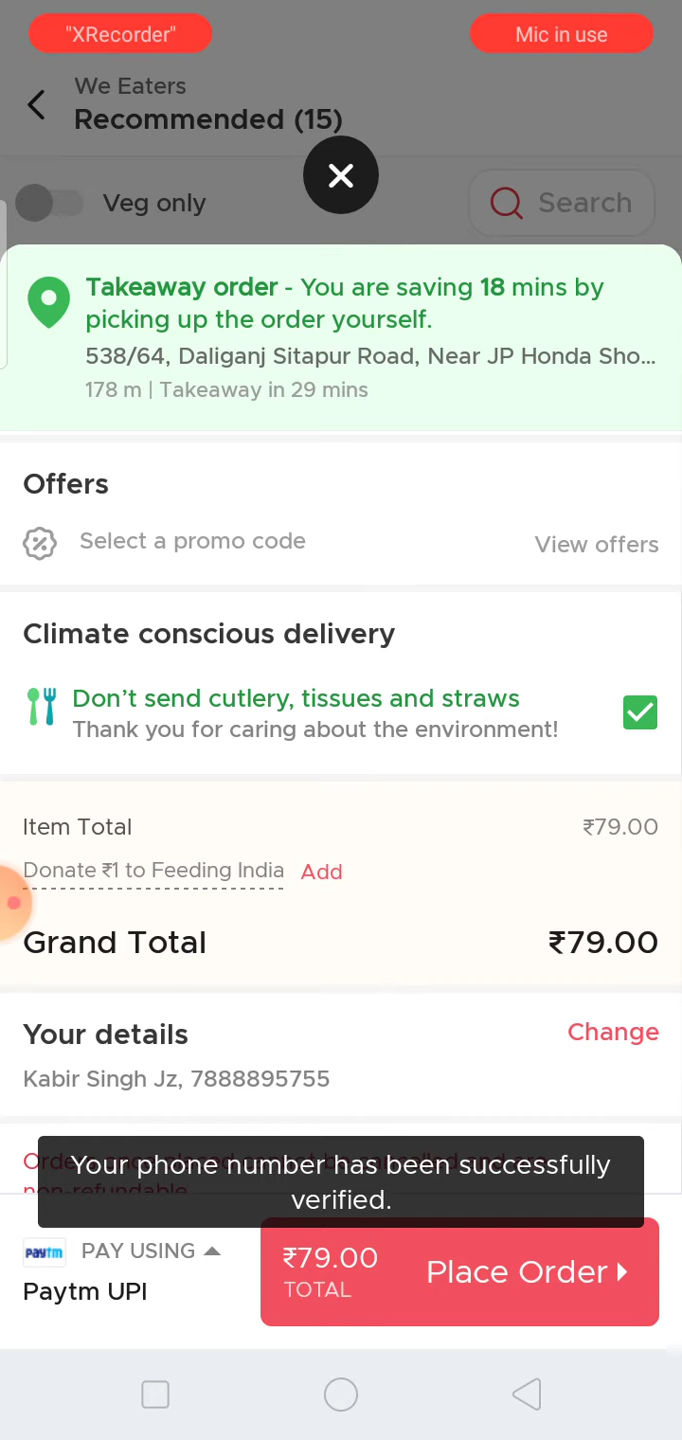 "XRecorder"
Mic in use
We Eaters
Recommended (15)
Veg only
Search
Takeaway order - You are saving 18 mins by
picking up the order yourself.
538/64, Daliganj Sitapur Road, Near JP Honda Sho...
178 m | Takeaway in 29 mins
Offers
Select a promo code
View offers
Climate conscious delivery
Don't send cutlery, tissues and straws
Thank you for caring about the environment!
Item Total ₹79.00
Donate ₹1 to Feeding India Add
Grand Total ₹79.00
Your details
Change
Kabir Singh Jz, 7888895755
Your phone number has been successfully
verified.
non-refundable
paytm PAY USING
Paytm UPI
₹79.00
TOTAL
Place Order